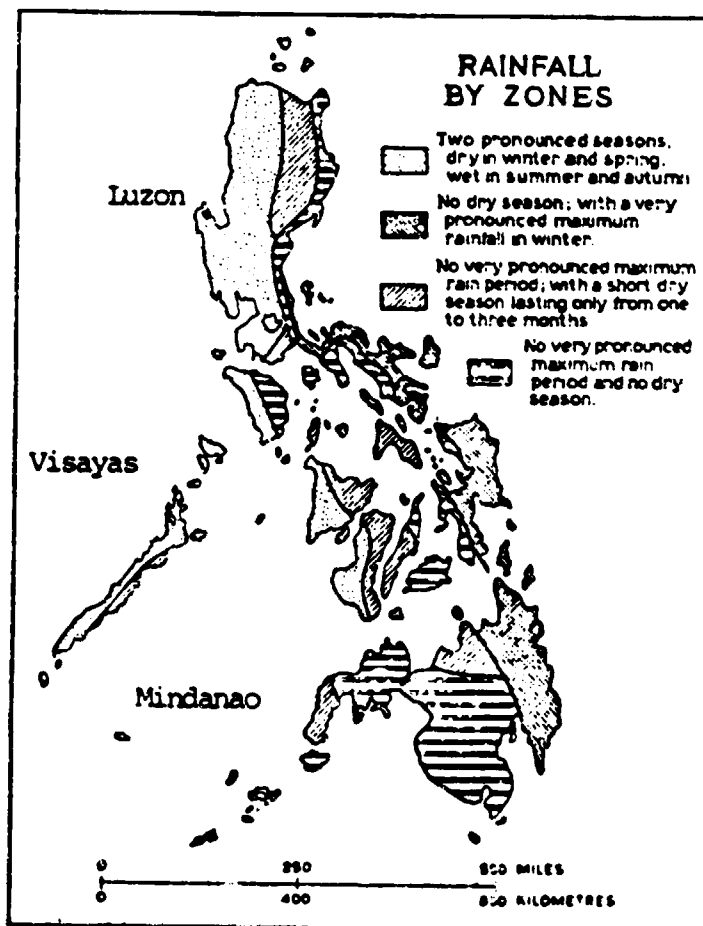 RAINFALL
BY ZONES
Two pronounced seasons,
dry in winter and spring,
wet in summer and autumn
No dry season; with a very
pronounced maximum
rainfall in winter.
No very pronounced maximum
rain period; with a short dry
season lasting only from one
to three months
No very pronounced
maximum rain
period and no dry
season.
Luzon
Visayas
Mindanao
0 250 MILES
0 400 KILOMETRES